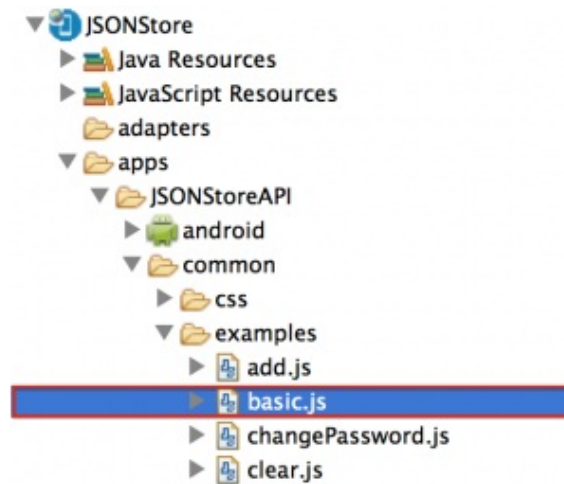 JSONStore
Java Resources
JavaScript Resources
adapters
apps
JSONStoreAPI
android
common
css
examples
add.js
basic.js
changePassword.js
clear.js